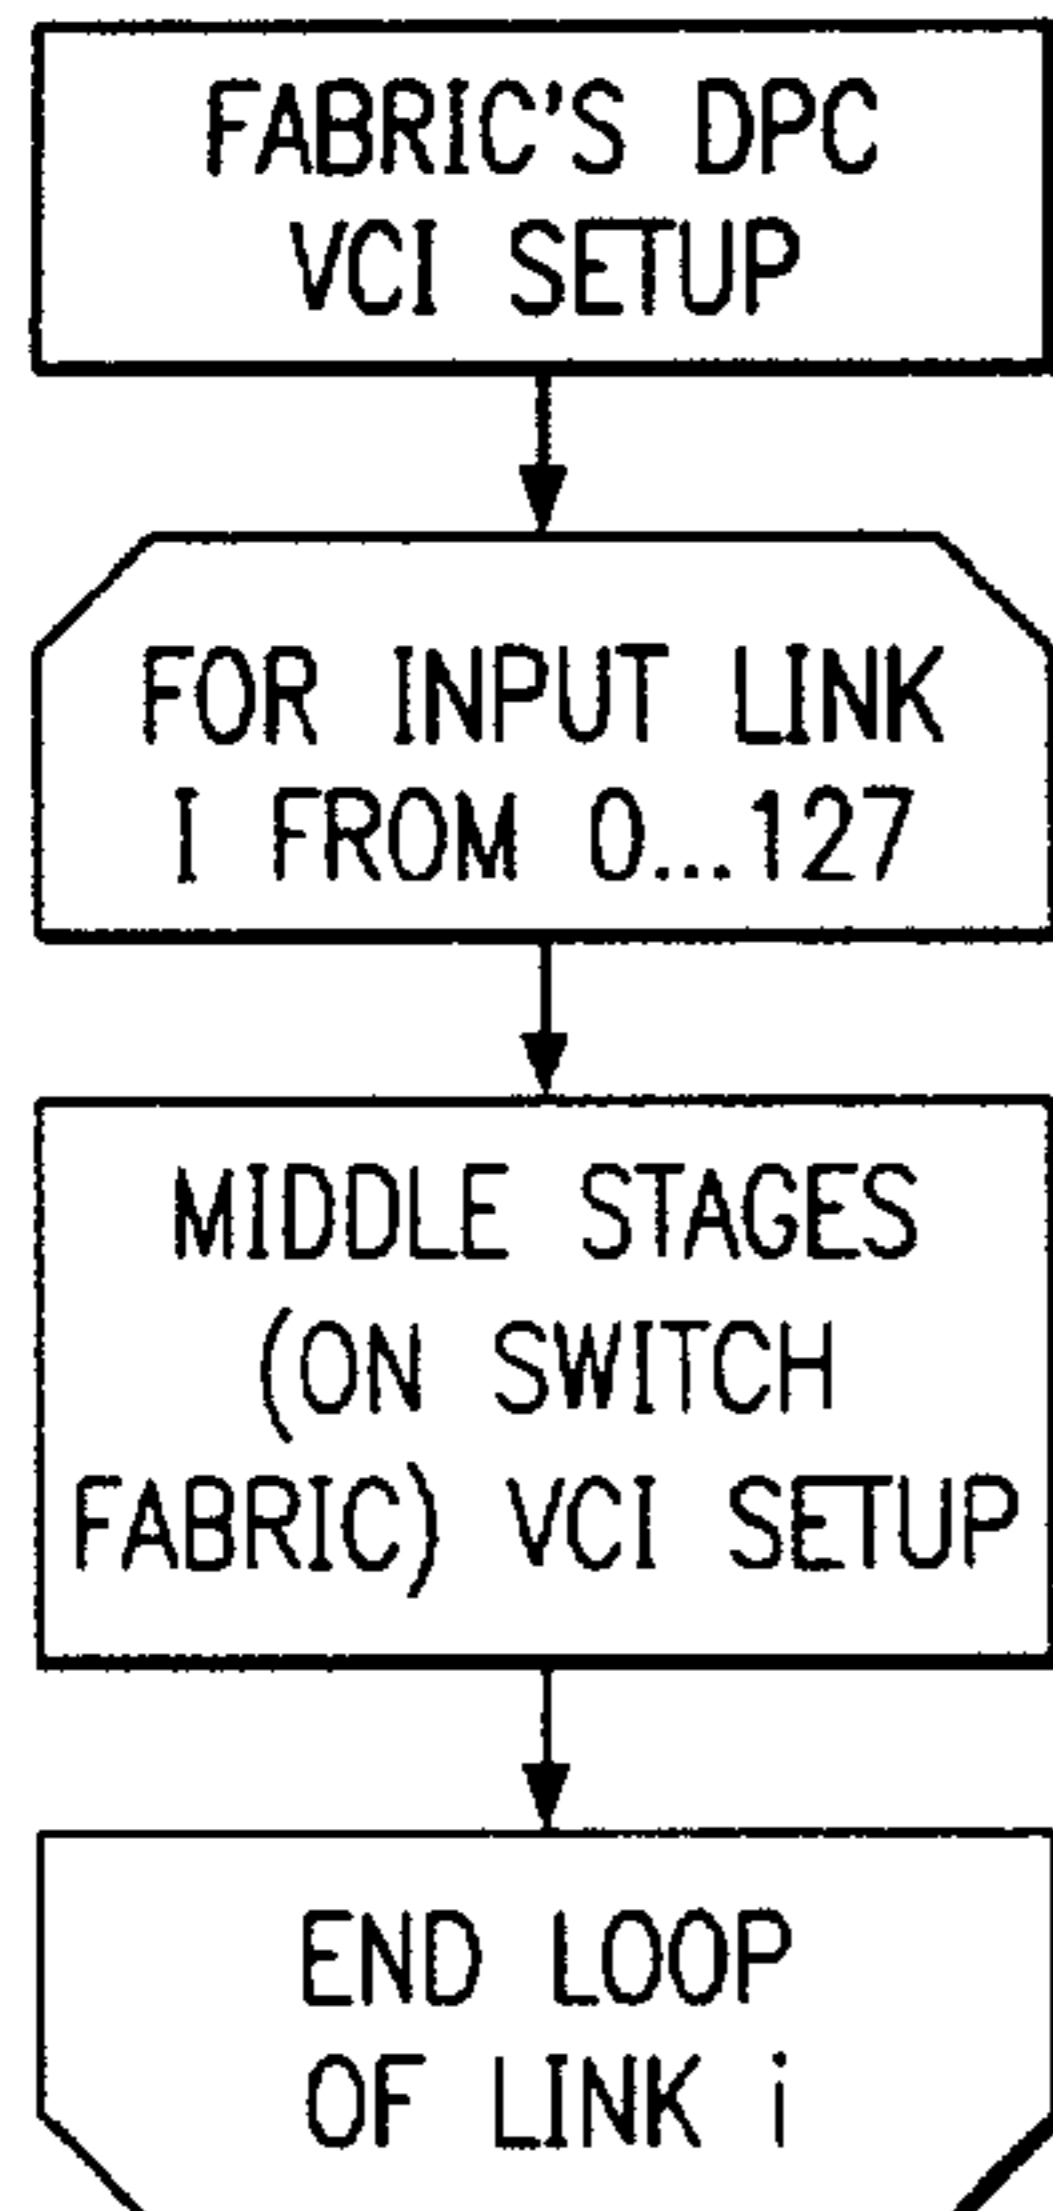 FABRIC'S DPC
VCI SETUP
FOR INPUT LINK
I FROM 0...127
MIDDLE STAGES
(ON SWITCH
FABRIC) VCI SETUP
END LOOP
OF LINK i